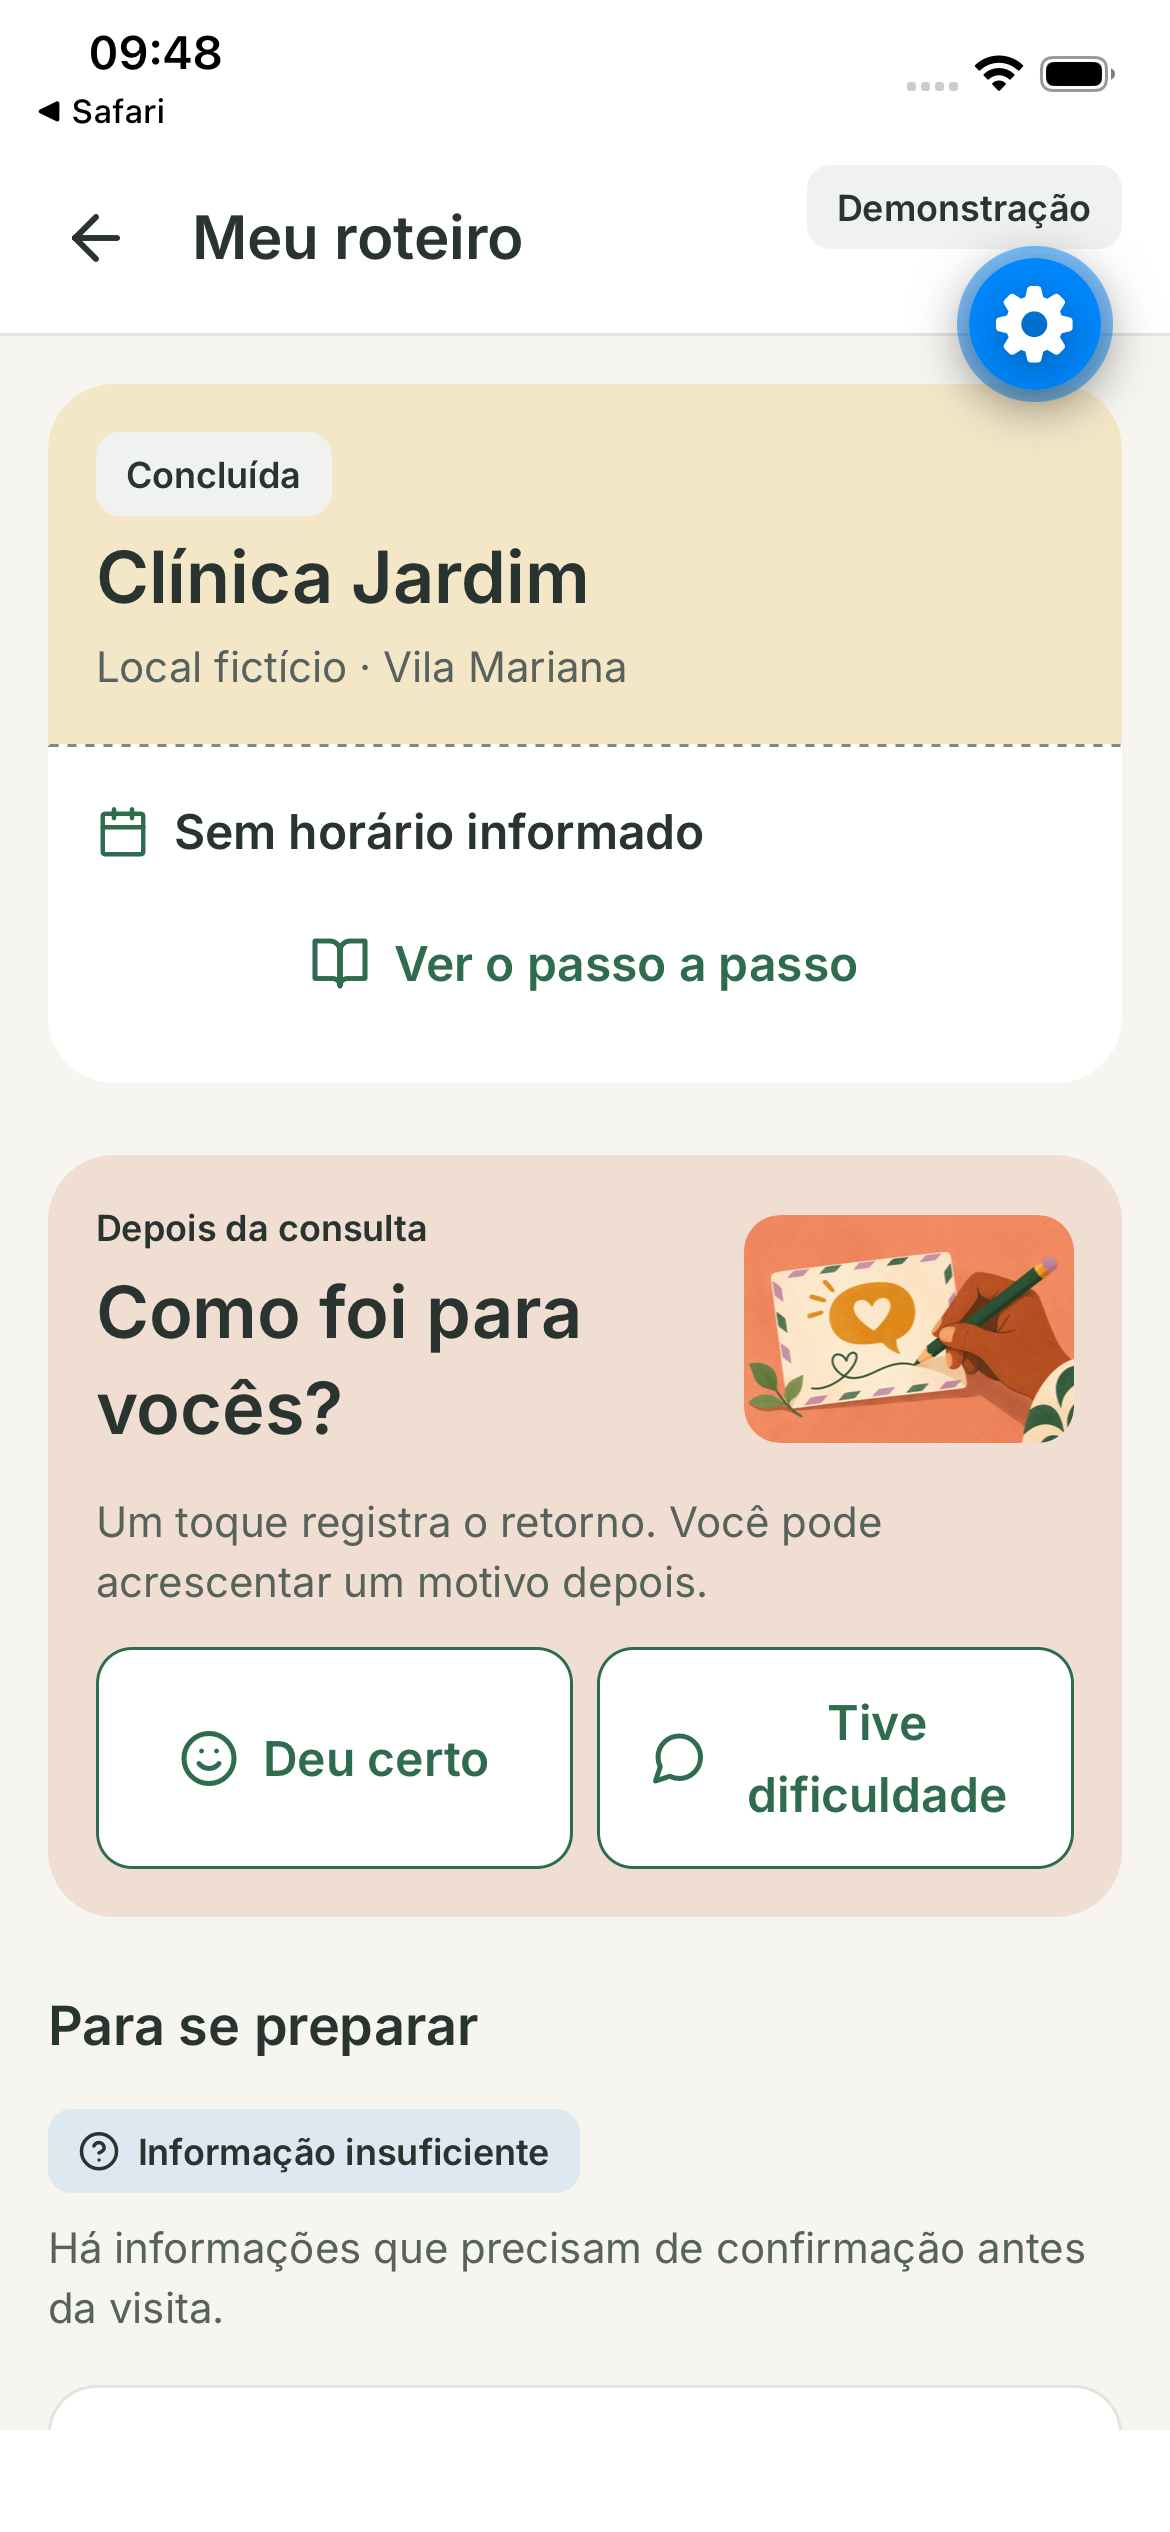 09:48
Safari
Demonstração
Meu roteiro
Concluída
Clínica Jardim
Local fictício · Vila Mariana
Sem horário informado
Ver o passo a passo
Depois da consulta
Como foi para
vocês?
Um toque registra o retorno. Você pode
acrescentar um motivo depois.
Deu certo
Tive
dificuldade
Para se preparar
Informação insuficiente
Há informações que precisam de confirmação antes
da visita.